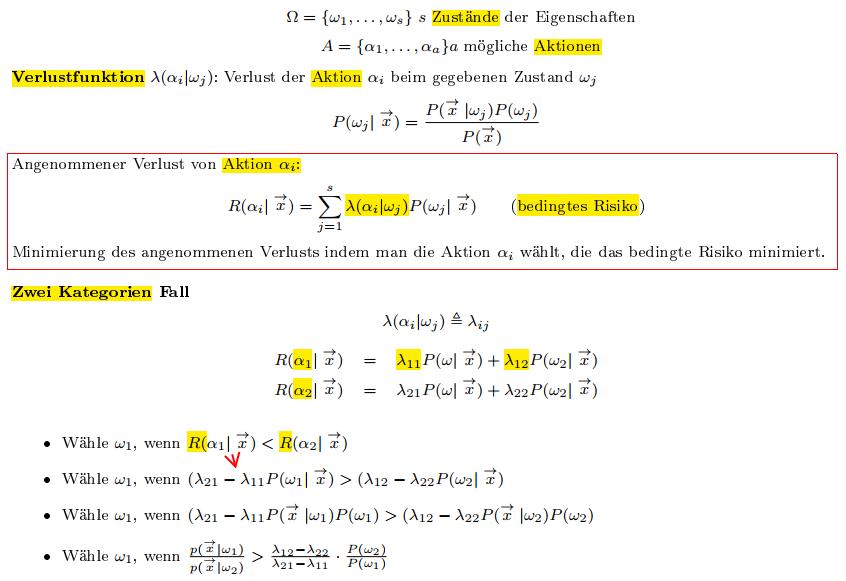 Ω = {ω₁, . . . , ωₛ} s Zustände der Eigenschaften
A = {α₁, . . . , αₐ}a mögliche Aktionen
Verlustfunktion λ(αᵢ|ωⱼ): Verlust der Aktion αᵢ beim gegebenen Zustand ωⱼ
P(ωⱼ| x⃗) = P(x⃗ |ωⱼ)P(ωⱼ) / P(x⃗)
Angenommener Verlust von Aktion αᵢ:
R(αᵢ| x⃗) = ∑ⱼ₌₁ˢ λ(αᵢ|ωⱼ)P(ωⱼ| x⃗) (bedingtes Risiko)
Minimierung des angenommenen Verlusts indem man die Aktion αᵢ wählt, die das bedingte Risiko minimiert.
Zwei Kategorien Fall
λ(αᵢ|ωⱼ) ≜ λᵢⱼ
R(α₁| x⃗) = λ₁₁P(ω| x⃗) + λ₁₂P(ω₂| x⃗)
R(α₂| x⃗) = λ₂₁P(ω| x⃗) + λ₂₂P(ω₂| x⃗)
• Wähle ω₁, wenn R(α₁| x⃗) < R(α₂| x⃗)
• Wähle ω₁, wenn (λ₂₁ − λ₁₁P(ω₁| x⃗) > (λ₁₂ − λ₂₂P(ω₂| x⃗)
• Wähle ω₁, wenn (λ₂₁ − λ₁₁P(x⃗ |ω₁)P(ω₁) > (λ₁₂ − λ₂₂P(x⃗ |ω₂)P(ω₂)
• Wähle ω₁, wenn p(x⃗|ω₁) / p(x⃗|ω₂) > λ₁₂−λ₂₂ / λ₂₁−λ₁₁ · P(ω₂) / P(ω₁)